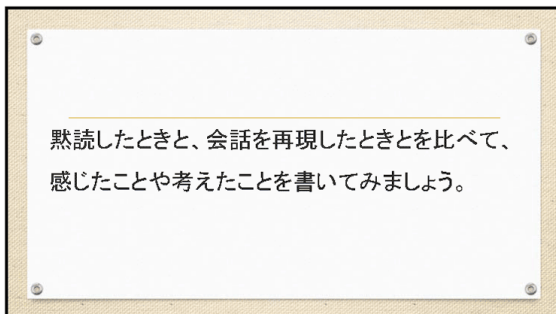 黙読したときと、会話を再現したときとを比べて、
感じたことや考えたことを書いてみましょう。